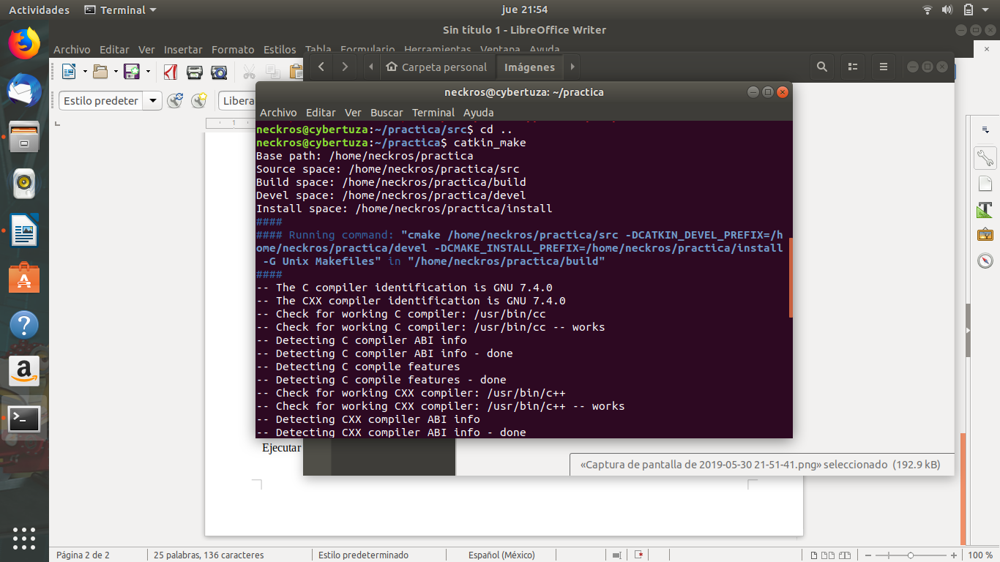 Actividades Terminal jue 21:54
Sin título 1 - LibreOffice Writer
Archivo Editar Ver Insertar Formato Estilos Tabla Formulario Herramientas Ventana Ayuda
Carpeta personal Imágenes
Estilo predeter Libera
1
neckros@cybertuza: ~/practica
Archivo Editar Ver Buscar Terminal Ayuda
neckros@cybertuza:~/practica/src$ cd ..
neckros@cybertuza:~/practica$ catkin_make
Base path: /home/neckros/practica
Source space: /home/neckros/practica/src
Build space: /home/neckros/practica/build
Devel space: /home/neckros/practica/devel
Install space: /home/neckros/practica/install
####
#### Running command: "cmake /home/neckros/practica/src -DCATKIN_DEVEL_PREFIX=/h
ome/neckros/practica/devel -DCMAKE_INSTALL_PREFIX=/home/neckros/practica/install
 -G Unix Makefiles" in "/home/neckros/practica/build"
####
-- The C compiler identification is GNU 7.4.0
-- The CXX compiler identification is GNU 7.4.0
-- Check for working C compiler: /usr/bin/cc
-- Check for working C compiler: /usr/bin/cc -- works
-- Detecting C compiler ABI info
-- Detecting C compiler ABI info - done
-- Detecting C compile features
-- Detecting C compile features - done
-- Check for working CXX compiler: /usr/bin/c++
-- Check for working CXX compiler: /usr/bin/c++ -- works
-- Detecting CXX compiler ABI info
-- Detecting CXX compiler ABI info - done
Ejecutar
«Captura de pantalla de 2019-05-30 21-51-41.png» seleccionado (192.9 kB)
Página 2 de 2 25 palabras, 136 caracteres Estilo predeterminado Español (México) 100 %